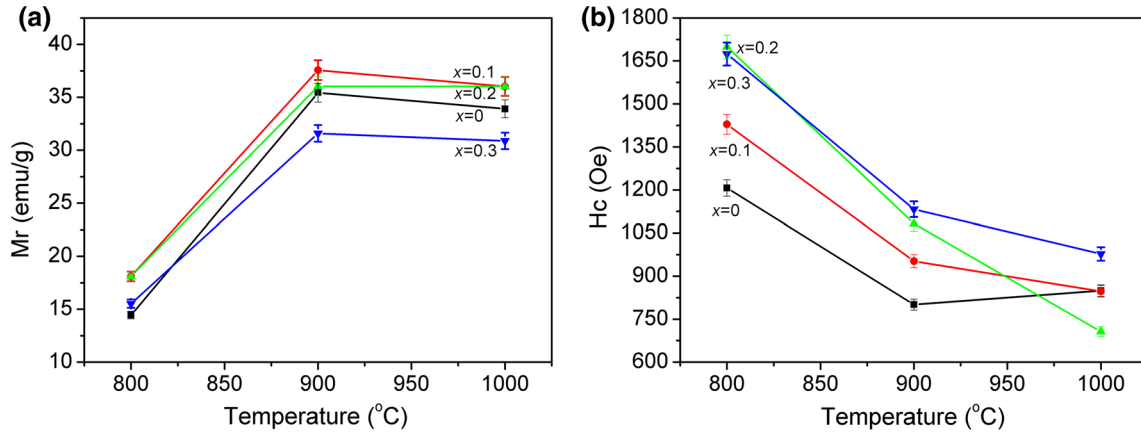 (a)
40
35
30
25
20
15
10
Mr (emu/g)
x=0.1
x=0.2
x=0
x=0.3
800 850 900 950 1000
Temperature (°C)
(b)
1800
1650
1500
1350
1200
1050
900
750
600
Hc (Oe)
x=0.2
x=0.3
x=0.1
x=0
800 850 900 950 1000
Temperature (°C)